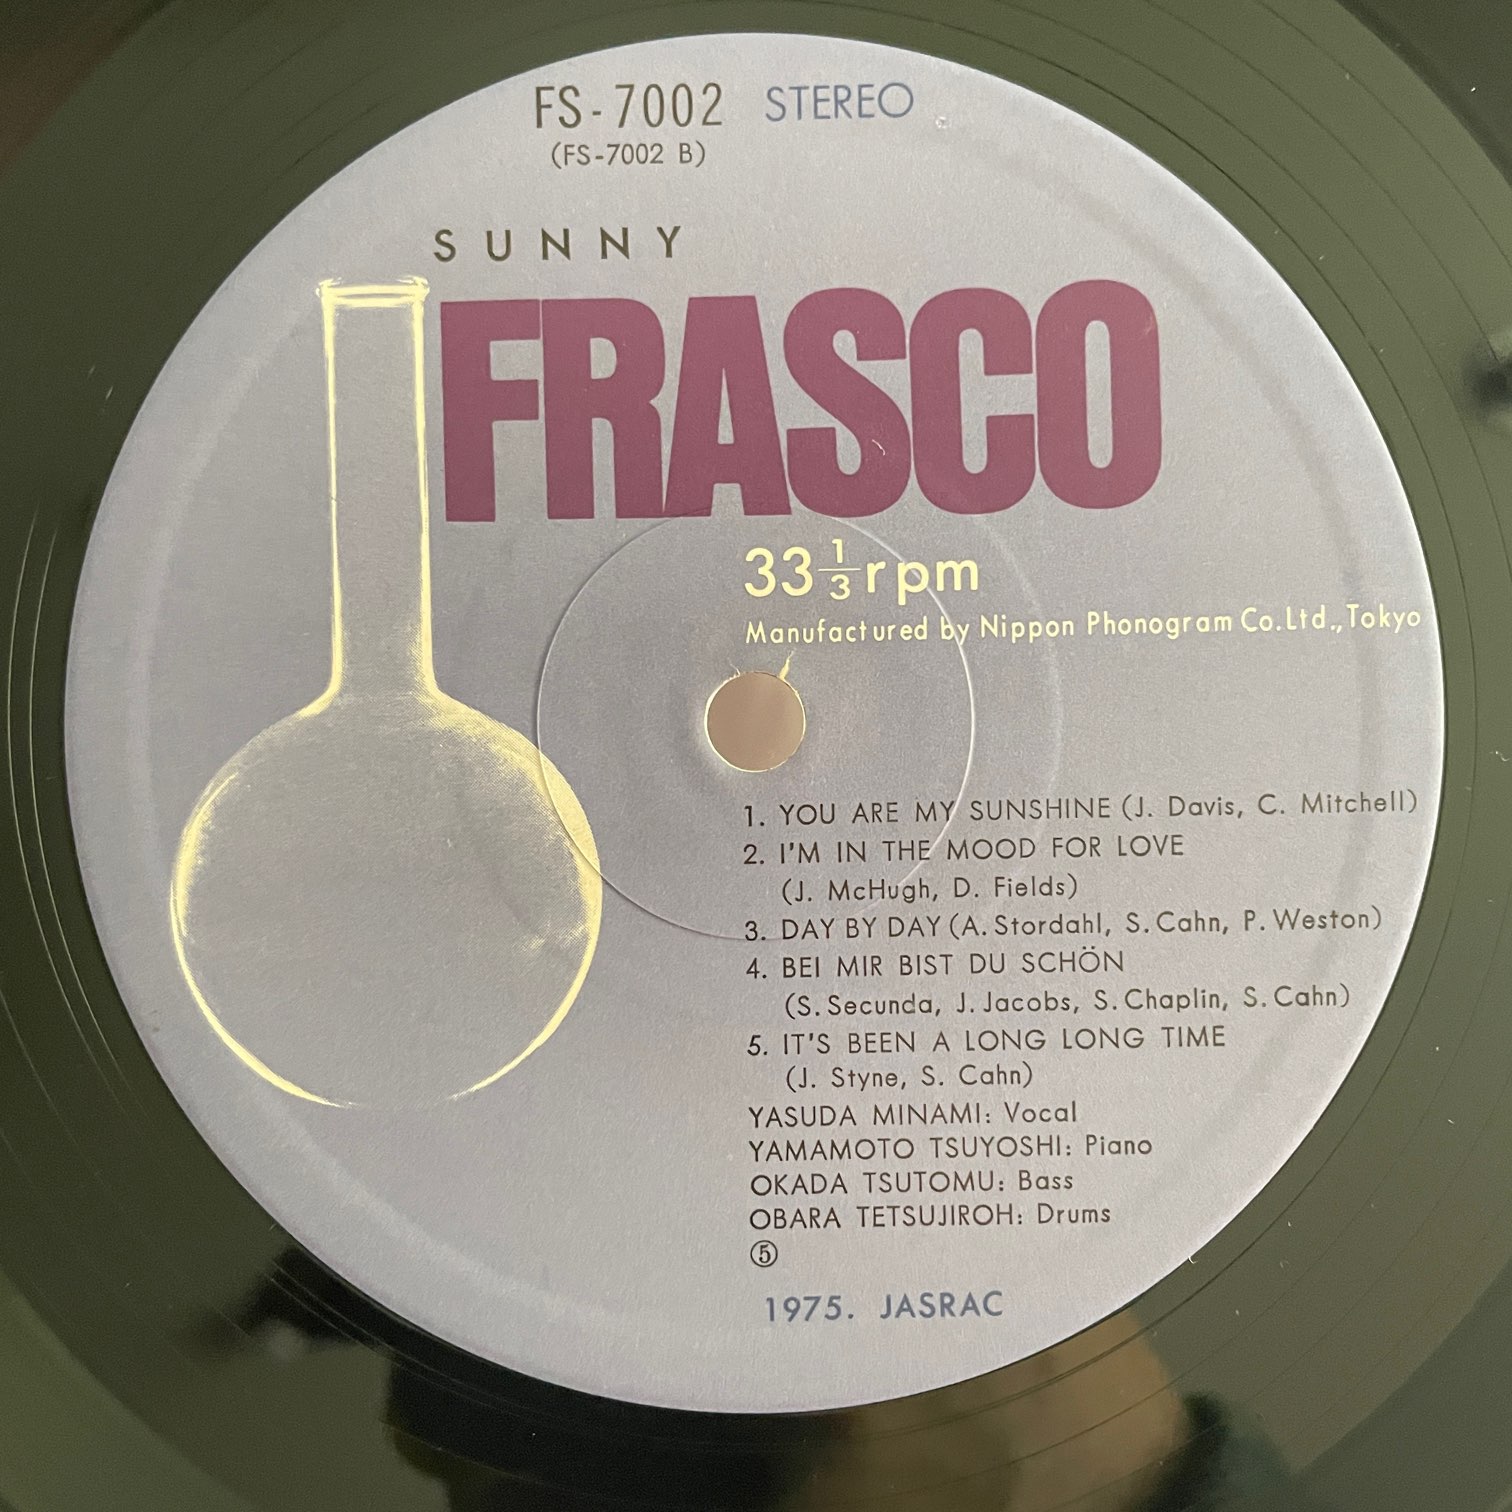 FS-7002 STEREO
(FS-7002 B)
SUNNY
FRASCO
33 1/3 rpm
Manufactured by Nippon Phonogram Co.Ltd.,Tokyo
1. YOU ARE MY SUNSHINE (J. Davis, C. Mitchell)
2. I'M IN THE MOOD FOR LOVE
(J. McHugh, D. Fields)
3. DAY BY DAY (A. Stordahl, S. Cahn, P. Weston)
4. BEI MIR BIST DU SCHÖN
(S. Secunda, J. Jacobs, S. Chaplin, S. Cahn)
5. IT'S BEEN A LONG LONG TIME
(J. Styne, S. Cahn)
YASUDA MINAMI: Vocal
YAMAMOTO TSUYOSHI: Piano
OKADA TSUTOMU: Bass
OBARA TETSUJIROH: Drums
⑤
1975. JASRAC